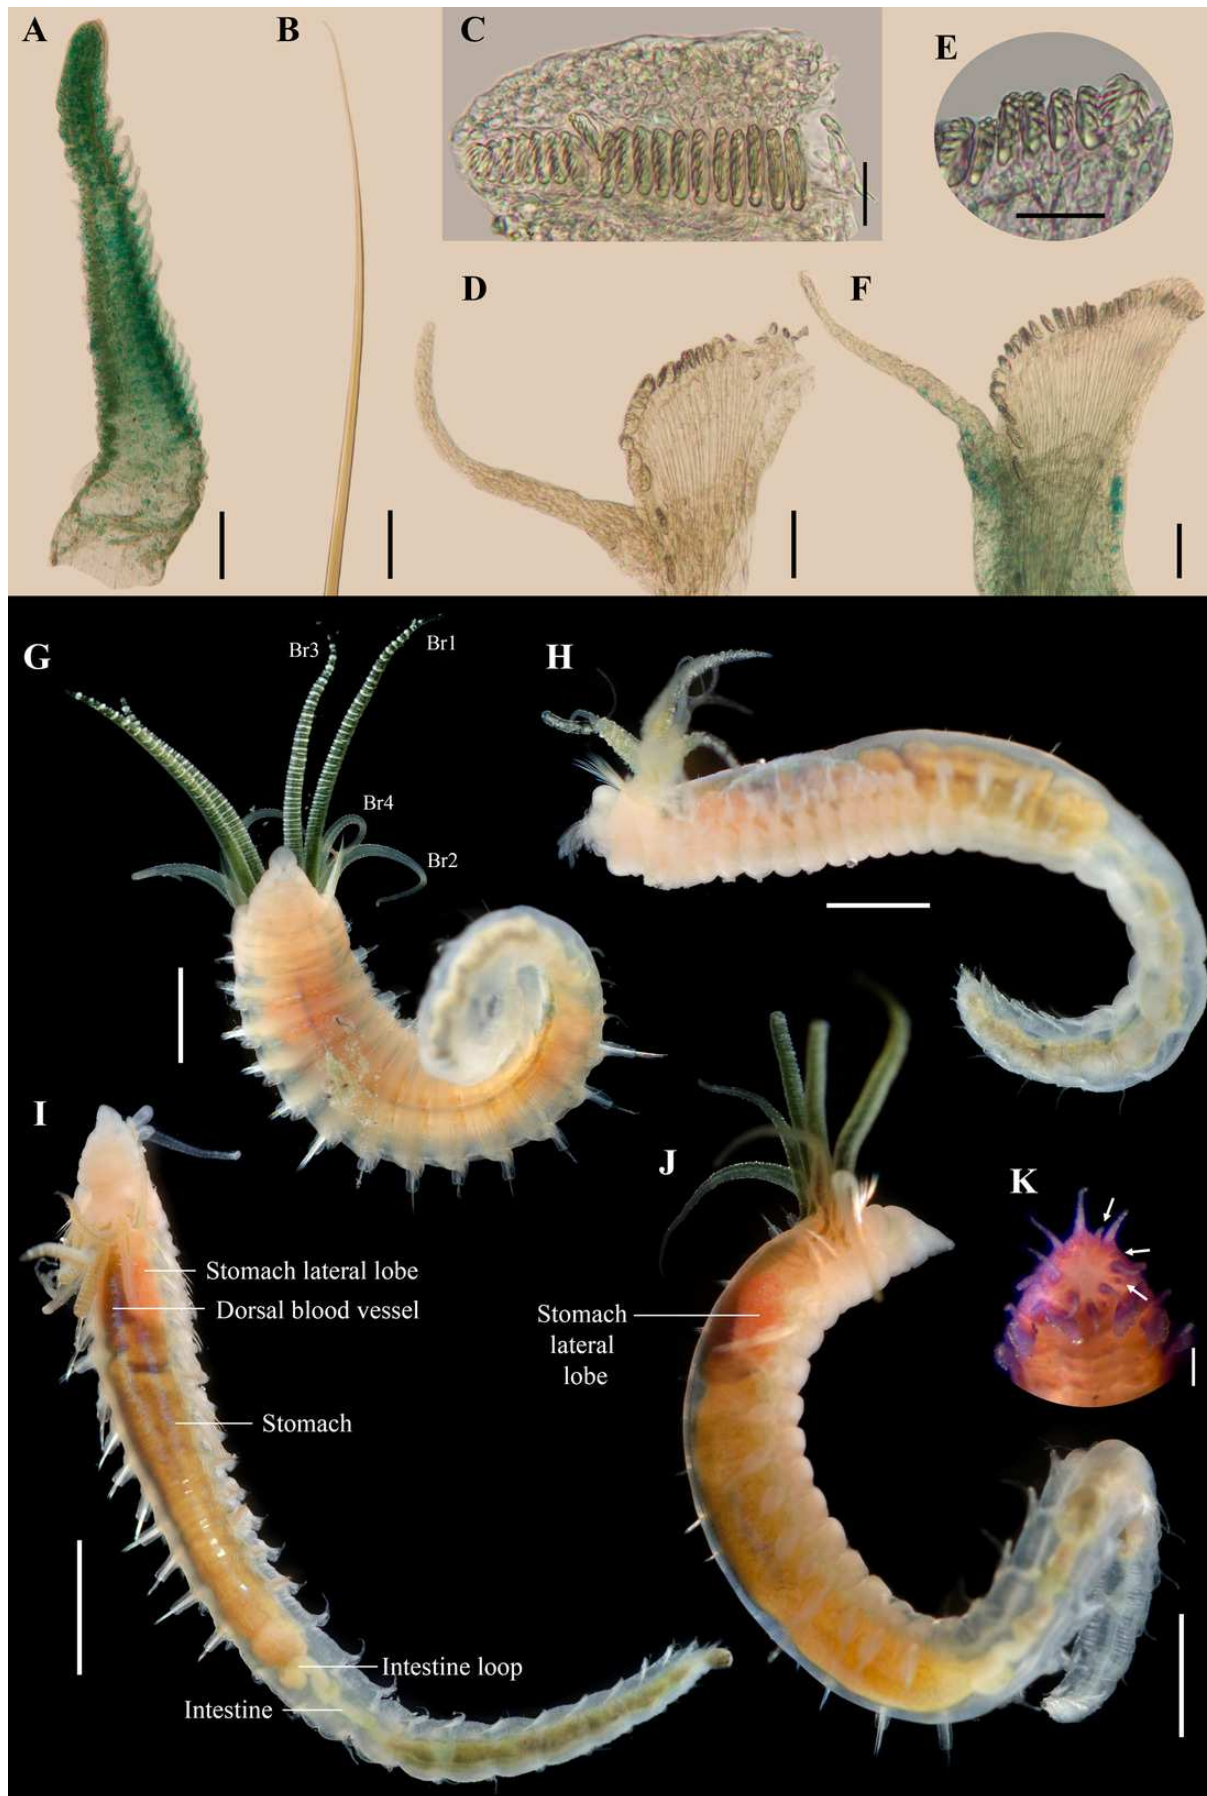 A
B
C
E
D
F
G
Br3
Br1
H
Br4
Br2
I
J
K
Stomach lateral lobe
Dorsal blood vessel
Stomach
lateral
lobe
Stomach
Intestine loop
Intestine